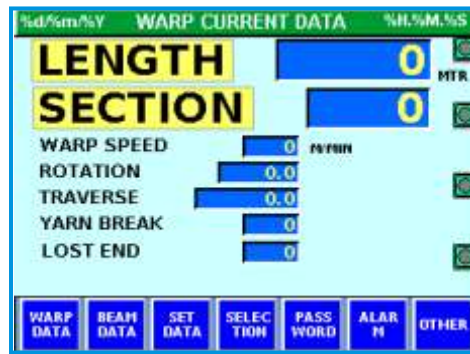 %d/%m/%Y WARP CURRENT DATA %H.%M.%S
LENGTH 0 MTR
SECTION 0
WARP SPEED 0 M/MIN
ROTATION 0.0
TRAVERSE 0.0
YARN BREAK 0
LOST END 0
WARP DATA BEAM DATA SET DATA SELEC TION PASS WORD ALAR M OTHER